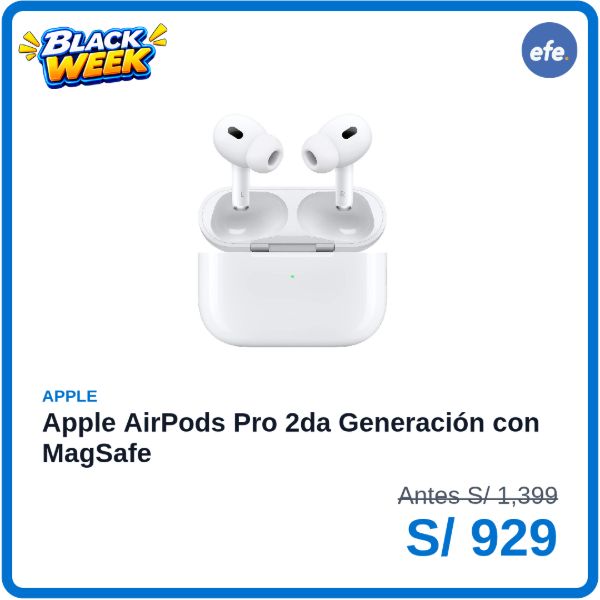 BLACK
WEEK
efe.
APPLE
Apple AirPods Pro 2da Generación con
MagSafe
Antes S/ 1,399
S/ 929